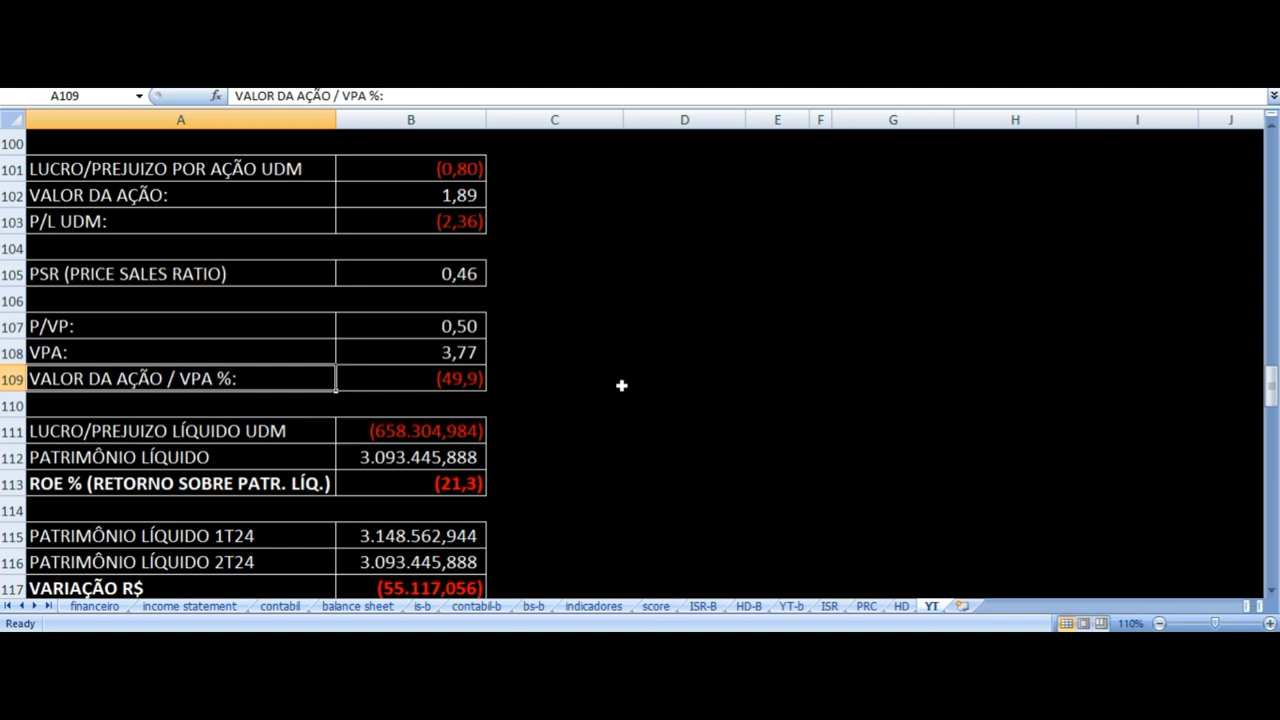 A109 fx VALOR DA AÇÃO / VPA %:
A B C D E F G H I J
100
101 LUCRO/PREJUIZO POR AÇÃO UDM (0,80)
102 VALOR DA AÇÃO: 1,89
103 P/L UDM: (2,36)
104
105 PSR (PRICE SALES RATIO) 0,46
106
107 P/VP: 0,50
108 VPA: 3,77
109 VALOR DA AÇÃO / VPA %: (49,9)
110
111 LUCRO/PREJUIZO LÍQUIDO UDM (658.304,984)
112 PATRIMÔNIO LÍQUIDO 3.093.445,888
113 ROE % (RETORNO SOBRE PATR. LÍQ.) (21,3)
114
115 PATRIMÔNIO LÍQUIDO 1T24 3.148.562,944
116 PATRIMÔNIO LÍQUIDO 2T24 3.093.445,888
117 VARIAÇÃO R$ (55.117,056)
financeiro income statement contabil balance sheet is-b contabil-b bs-b indicadores score ISR-B HD-B YT-b ISR PRC HD YT
Ready 110%